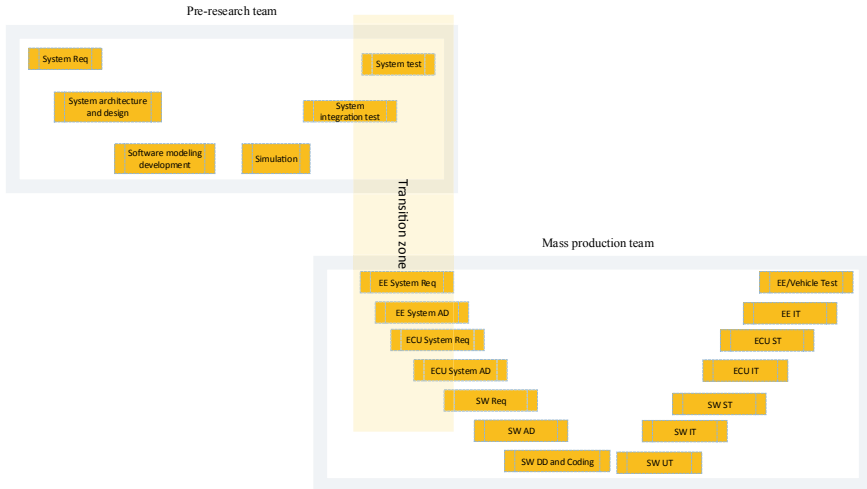 Pre-research team
System Req
System test
System architecture
and design
System
integration test
Software modeling
development
Simulation
Transition zone
Mass production team
EE System Req
EE/Vehicle Test
EE System AD
EE IT
ECU System Req
ECU ST
ECU System AD
ECU IT
SW Req
SW ST
SW AD
SW IT
SW DD and Coding
SW UT